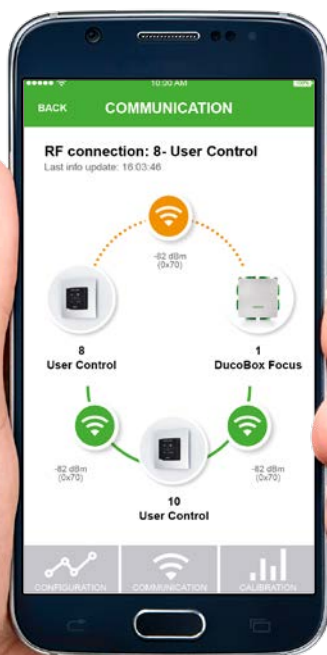 10:00 AM
BACK
COMMUNICATION
RF connection: 8- User Control
Last info update: 16:03:46
-82 dBm
(0x70)
8
User Control
1
DucoBox Focus
-82 dBm
(0x70)
-82 dBm
(0x70)
10
User Control
CONFIGURATION
COMMUNICATION
CALIBRATION